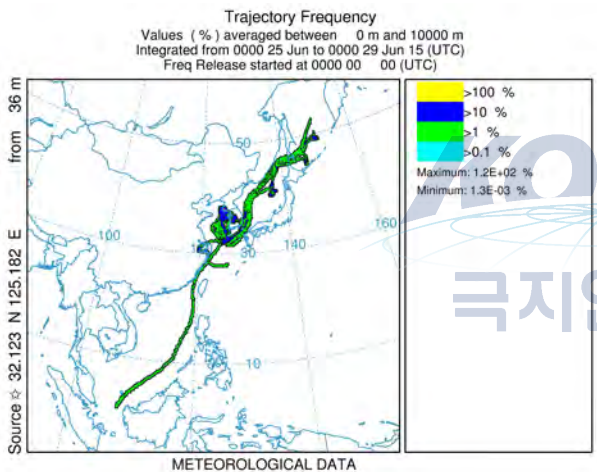 Trajectory Frequency
Values ( % ) averaged between 0 m and 10000 m
Integrated from 0000 25 Jun to 0000 29 Jun 15 (UTC)
Freq Release started at 0000 00 00 (UTC)
Source ☆ 32.123 N 125.182 E from 36 m
50
160
100
30
140
10
10
>100 %
>10 %
>1 %
>0.1 %
Maximum: 1.2E+02 %
Minimum: 1.3E-03 %
극지연
METEOROLOGICAL DATA